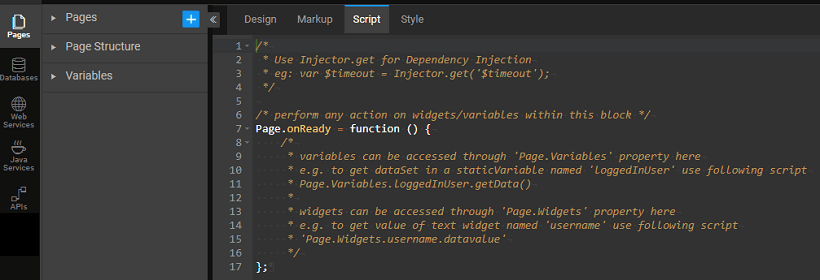 Pages
Databases
Web
Services
Java
Services
APIs
Pages
+
«
Page Structure
Variables
Design Markup Script Style
1 /*
2  * Use Injector.get for Dependency Injection
3  * eg: var $timeout = Injector.get('$timeout');
4  */
5
6 /* perform any action on widgets/variables within this block */
7 Page.onReady = function () {
8     /*
9      * variables can be accessed through 'Page.Variables' property here
10      * e.g. to get dataSet in a staticVariable named 'loggedInUser' use following script
11      * Page.Variables.loggedInUser.getData()
12      *
13      * widgets can be accessed through 'Page.Widgets' property here
14      * e.g. to get value of text widget named 'username' use following script
15      * 'Page.Widgets.username.datavalue'
16      */
17 };